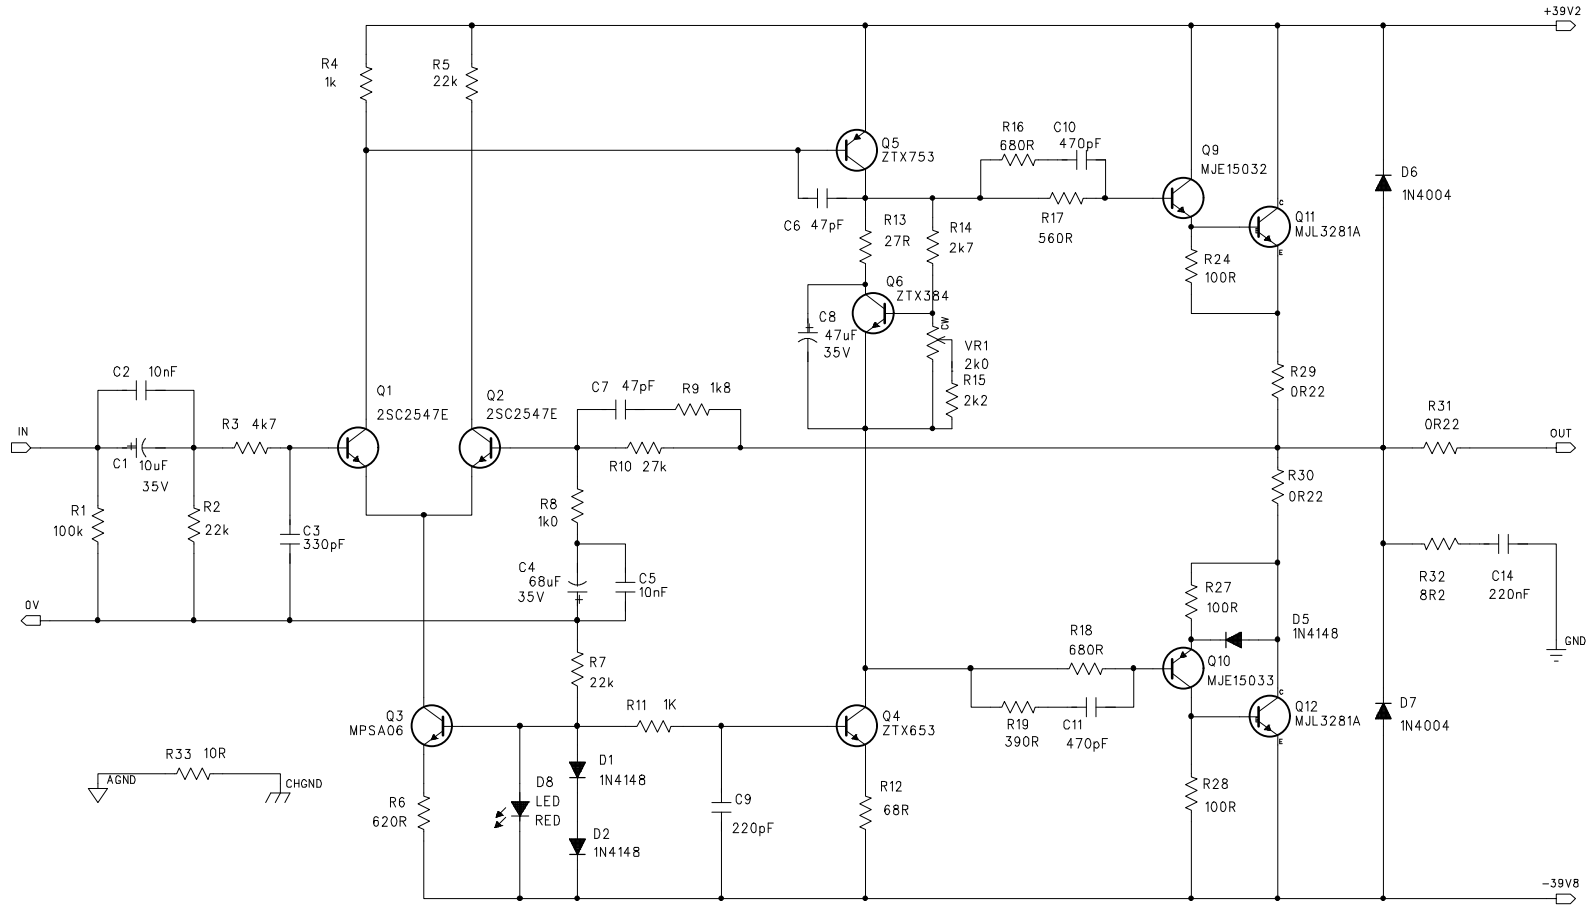 +39V2
R4
1k
R5
22k
Q5
ZTX753
R16
680R
C10
470pF
Q9
MJE15032
D6
1N4004
C6 47pF
R13
27R
R14
2k7
R17
560R
C
Q11
MJL3281A
E
R24
100R
Q6
ZTX384
C8
47uF
35V
CW
VR1
2k0
R15
2k2
R29
0R22
C2 10nF
Q1
2SC2547E
Q2
2SC2547E
C7 47pF
R9 1k8
R3 4k7
IN
C1 10uF
35V
R10 27k
R31
0R22
OUT
R30
0R22
R1
100k
R2
22k
C3
330pF
R8
1k0
C4
68uF
35V
C5
10nF
R32
8R2
C14
220nF
0V
R27
100R
D5
1N4148
GND
R7
22k
R18
680R
Q10
MJE15033
R19
390R
C11
470pF
C
Q12
MJL3281A
E
D7
1N4004
Q3
MPSA06
R11 1K
Q4
ZTX653
R33 10R
AGND
CHGND
D1
1N4148
D8
LED
RED
R6
620R
D2
1N4148
C9
220pF
R12
68R
R28
100R
-39V8